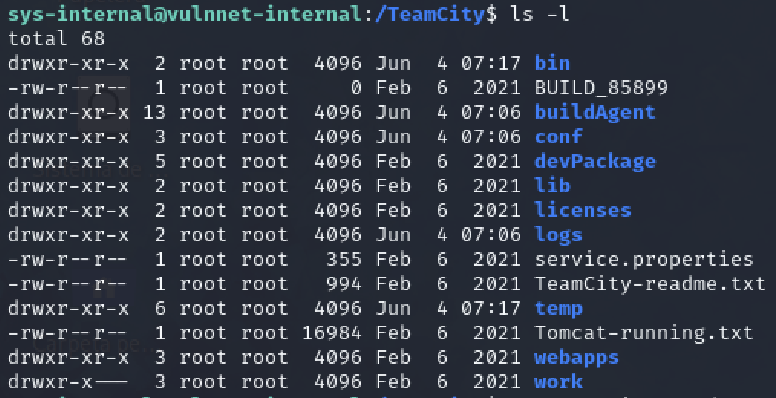 sys-internal@vulnnet-internal:/TeamCity$ ls -l
total 68
drwxr-xr-x  2 root root  4096 Jun  4 07:17 bin
-rw-r--r--  1 root root     0 Feb  6  2021 BUILD_85899
drwxr-xr-x 13 root root  4096 Jun  4 07:06 buildAgent
drwxr-xr-x  3 root root  4096 Jun  4 07:06 conf
drwxr-xr-x  5 root root  4096 Feb  6  2021 devPackage
drwxr-xr-x  2 root root  4096 Feb  6  2021 lib
drwxr-xr-x  2 root root  4096 Feb  6  2021 licenses
drwxr-xr-x  2 root root  4096 Jun  4 07:06 logs
-rw-r--r--  1 root root   355 Feb  6  2021 service.properties
-rw-r--r--  1 root root   994 Feb  6  2021 TeamCity-readme.txt
drwxr-xr-x  6 root root  4096 Jun  4 07:17 temp
-rw-r--r--  1 root root 16984 Feb  6  2021 Tomcat-running.txt
drwxr-xr-x  3 root root  4096 Feb  6  2021 webapps
drwxr-x---  3 root root  4096 Feb  6  2021 work